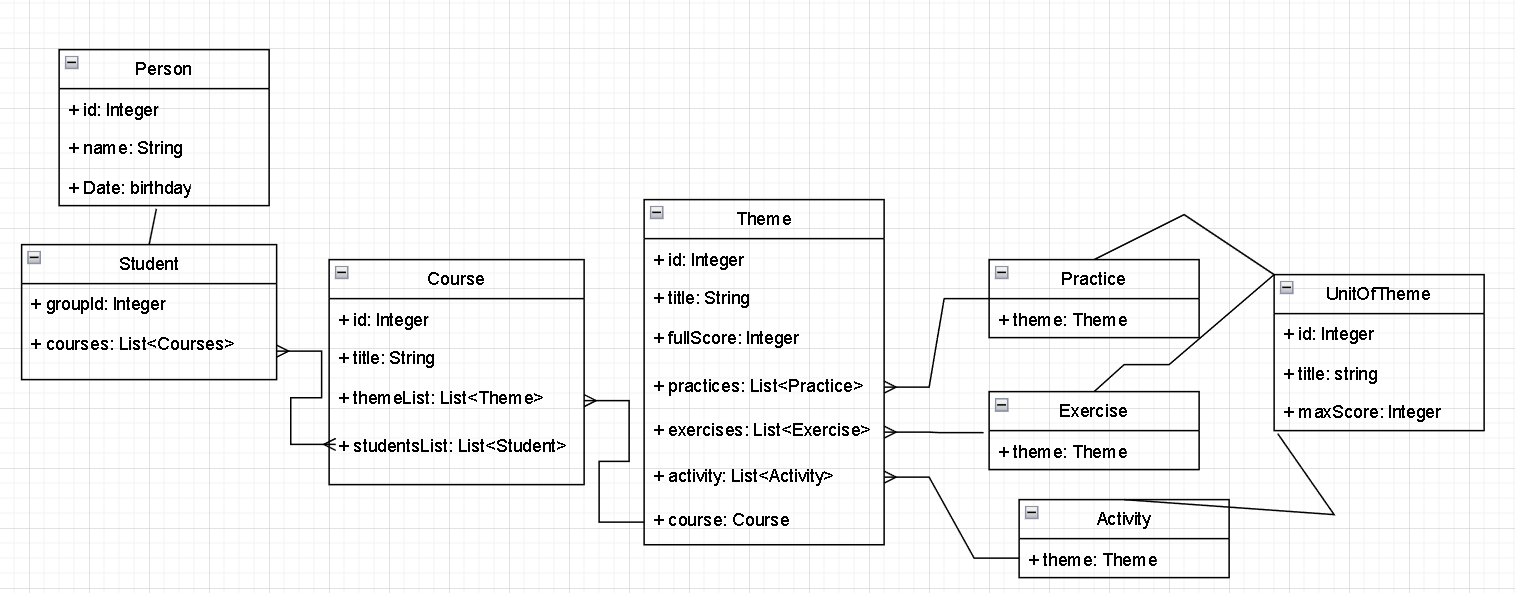 Person
+ id: Integer
+ name: String
+ Date: birthday
Student
+ groupId: Integer
+ courses: List<Courses>
Course
+ id: Integer
+ title: String
+ themeList: List<Theme>
+ studentsList: List<Student>
Theme
+ id: Integer
+ title: String
+ fullScore: Integer
+ practices: List<Practice>
+ exercises: List<Exercise>
+ activity: List<Activity>
+ course: Course
Practice
+ theme: Theme
Exercise
+ theme: Theme
Activity
+ theme: Theme
UnitOfTheme
+ id: Integer
+ title: string
+ maxScore: Integer